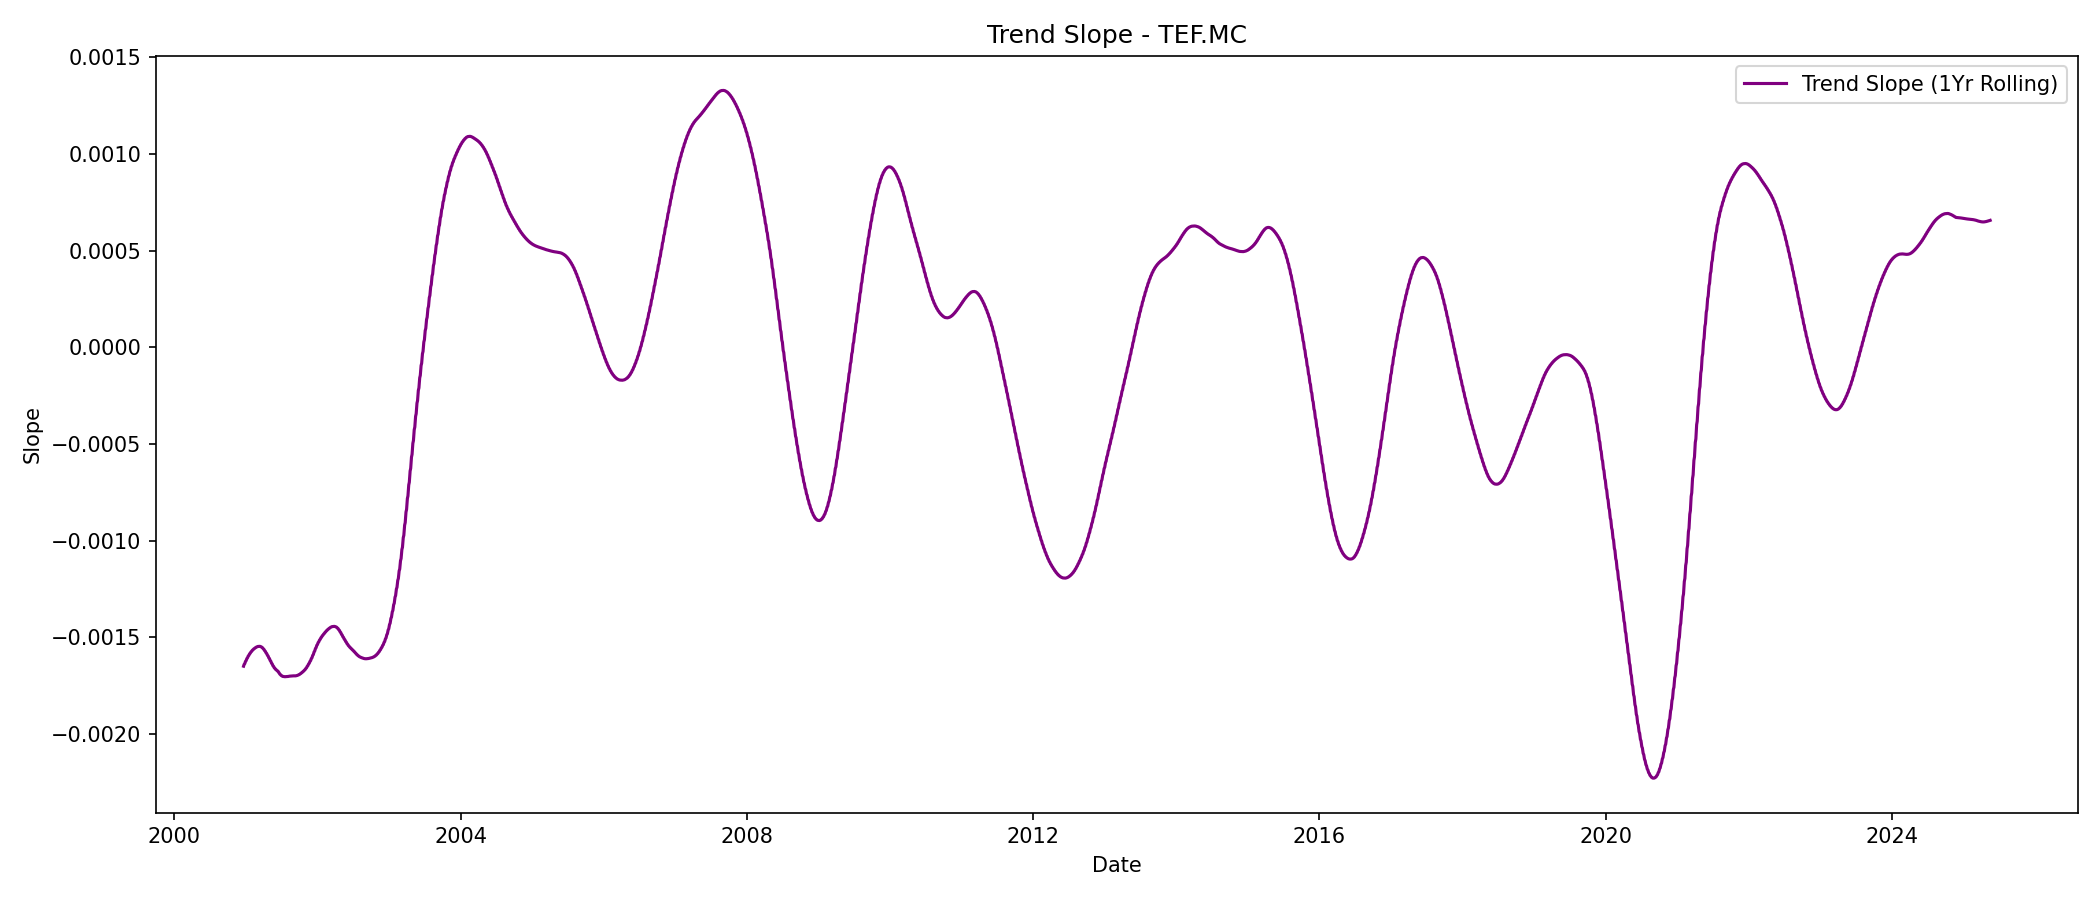 Trend Slope - TEF.MC
Trend Slope (1Yr Rolling)
0.0015
0.0010
0.0005
0.0000
−0.0005
−0.0010
−0.0015
−0.0020
Slope
2000 2004 2008 2012 2016 2020 2024
Date